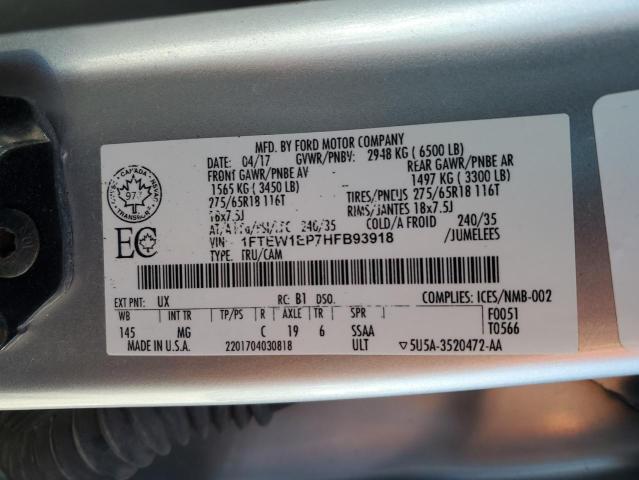 MFD. BY FORD MOTOR COMPANY
DATE: 04/17 GVWR/PNBV: 2948 KG ( 6500 LB)
FRONT GAWR/PNBE AV REAR GAWR/PNBE AR
1565 KG ( 3450 LB) 1497 KG ( 3300 LB)
275/65R18 116T TIRES/PNEUS 275/65R18 116T
18x7.5J RIMS/JANTES 18x7.5J
240/35 COLD/A FROID 240/35
VIN: 1FTEW1EP7HFB93918 /JUMELEES
TYPE: TRU/CAM
CANADA
EC
EXT PNT: UX RC: B1 DSO: COMPLIES: ICES/NMB-002
WB INT TR TP/PS R AXLE TR SPR F0051
145 MG C 19 6 SSAA T0566
MADE IN U.S.A. 2201704030818 ULT ▽5U5A-3520472-AA